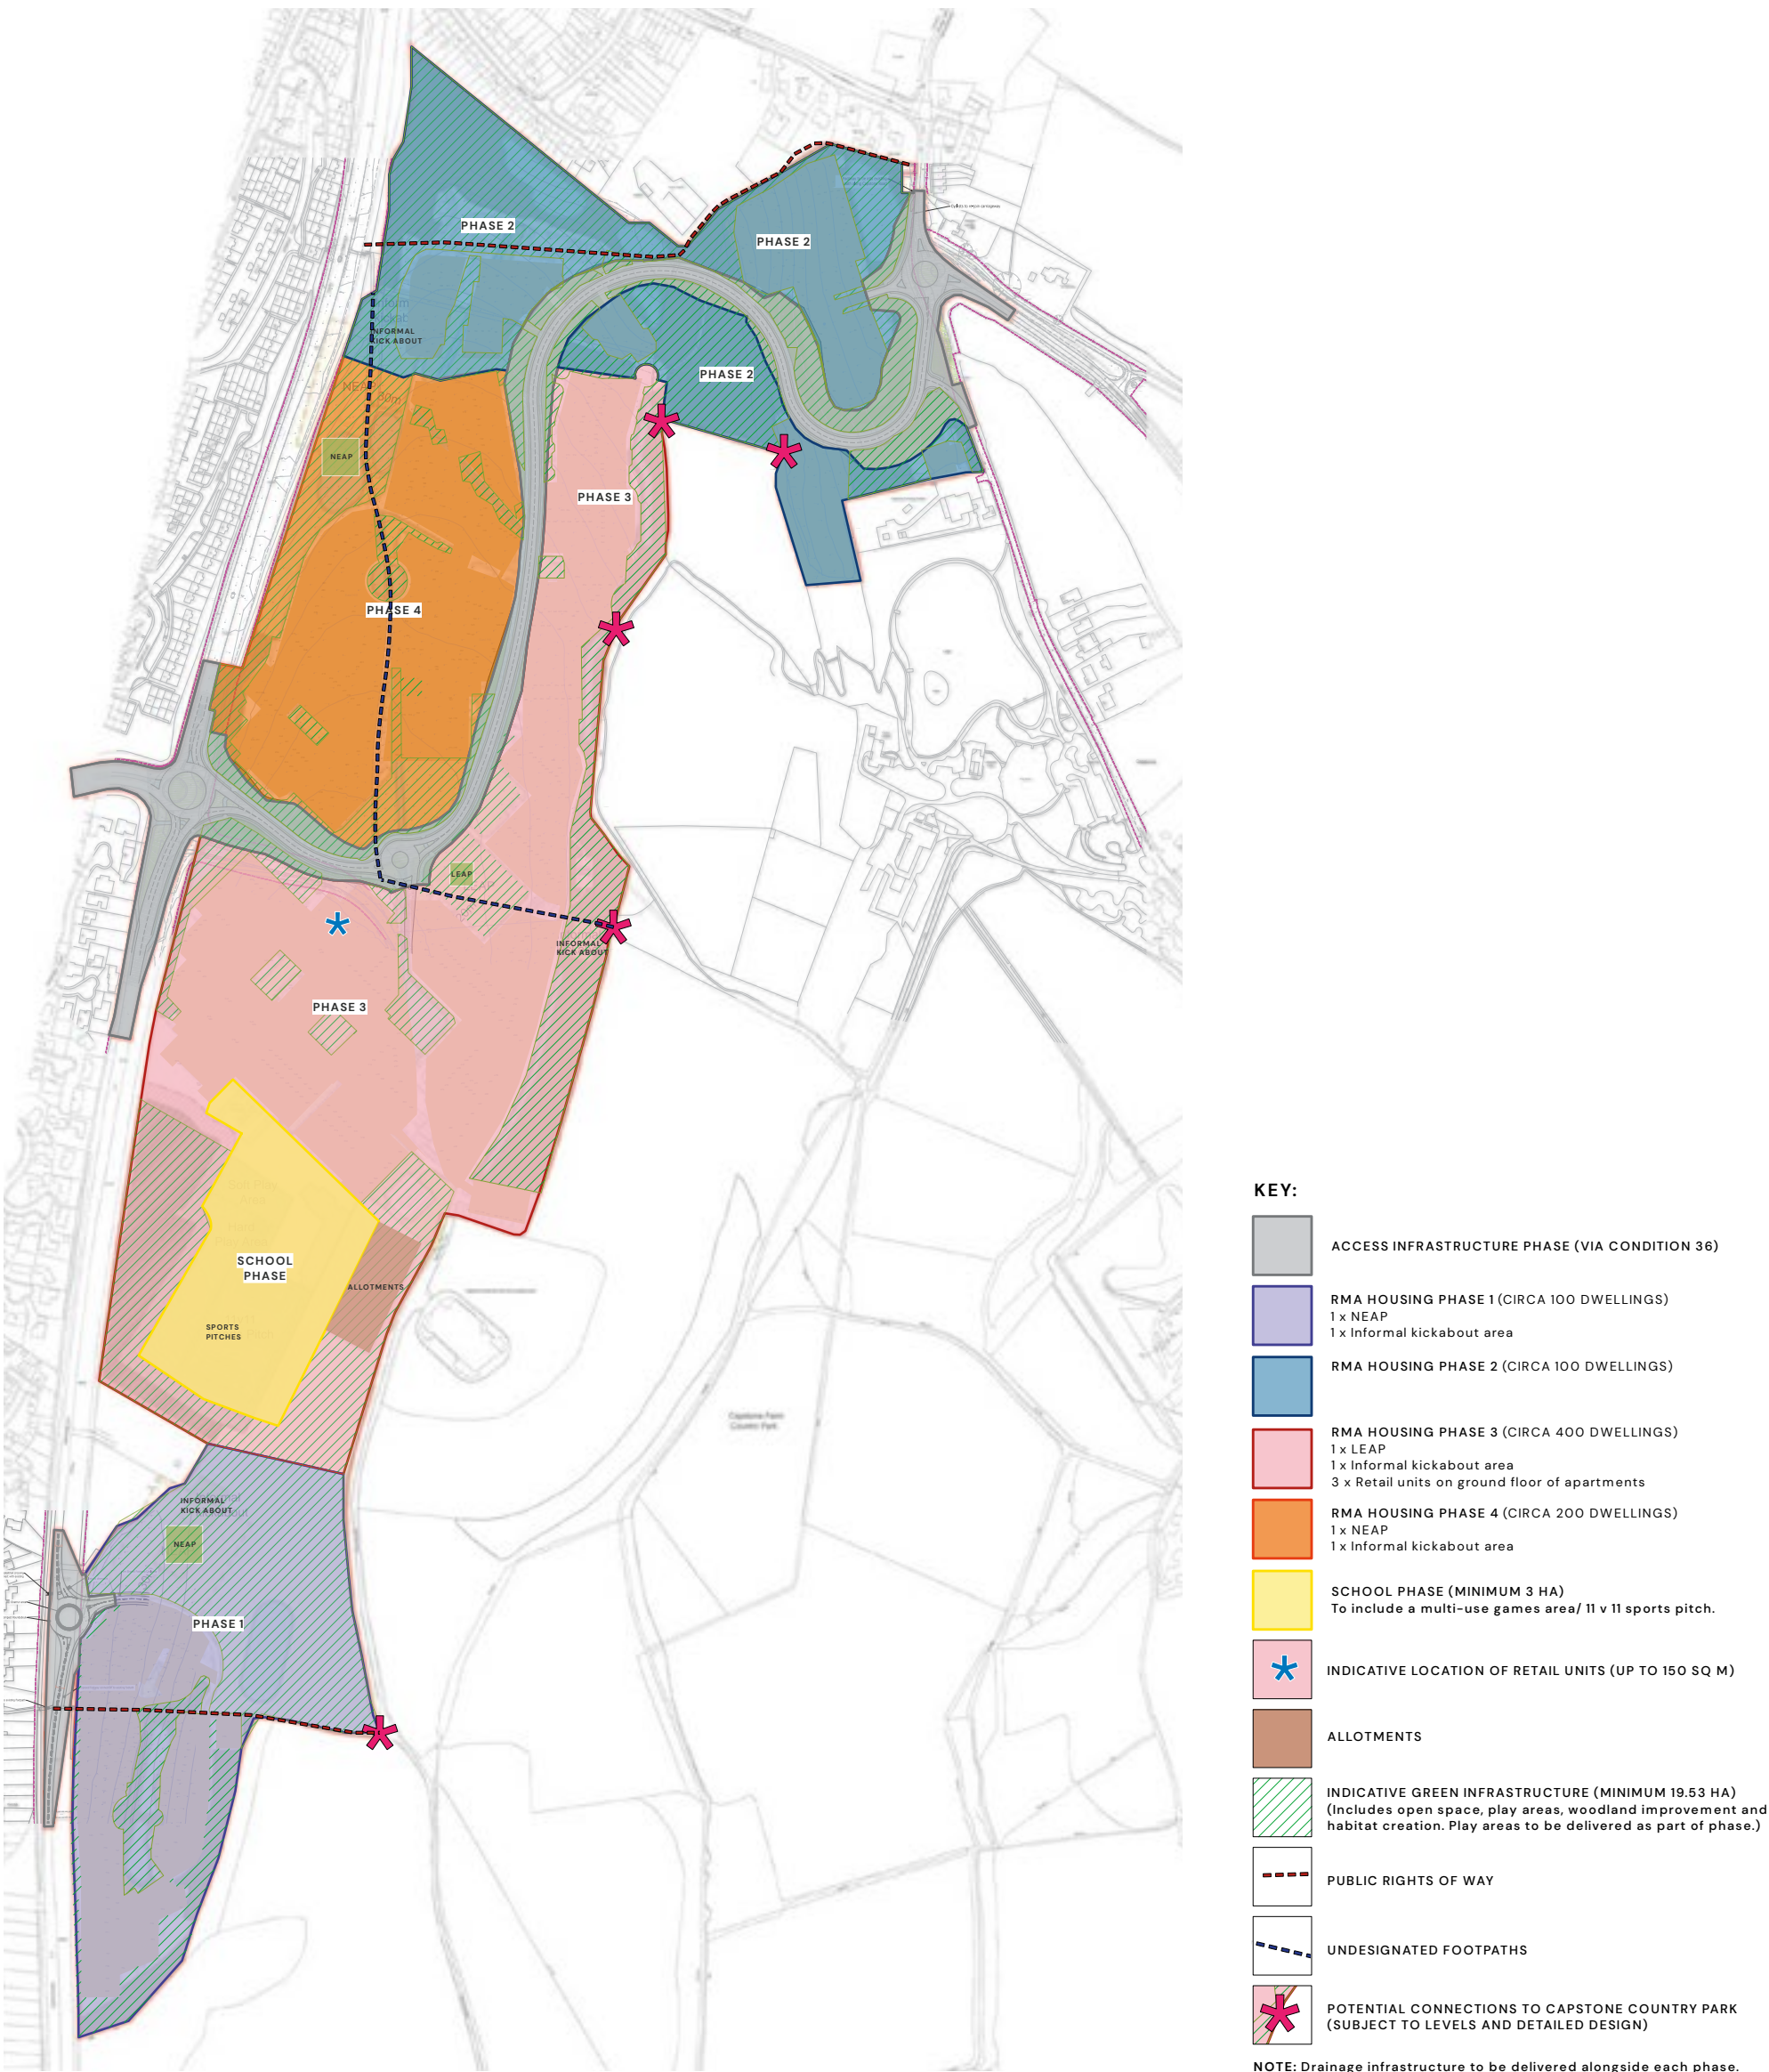 PHASE 2
PHASE 2
INFORMAL
KICK ABOUT
PHASE 2
NEAP
NEAP
PHASE 3
PHASE 4
LEAP
INFORMAL
KICK ABOUT
PHASE 3
SCHOOL
PHASE
ALLOTMENTS
SPORTS
PITCHES
Capstone Farm
Country Park
INFORMAL
KICK ABOUT
NEAP
PHASE 1
KEY:
ACCESS INFRASTRUCTURE PHASE (VIA CONDITION 36)
RMA HOUSING PHASE 1 (CIRCA 100 DWELLINGS)
1 x NEAP
1 x Informal kickabout area
RMA HOUSING PHASE 2 (CIRCA 100 DWELLINGS)
RMA HOUSING PHASE 3 (CIRCA 400 DWELLINGS)
1 x LEAP
1 x Informal kickabout area
3 x Retail units on ground floor of apartments
RMA HOUSING PHASE 4 (CIRCA 200 DWELLINGS)
1 x NEAP
1 x Informal kickabout area
SCHOOL PHASE (MINIMUM 3 HA)
To include a multi-use games area/ 11 v 11 sports pitch.
INDICATIVE LOCATION OF RETAIL UNITS (UP TO 150 SQ M)
ALLOTMENTS
INDICATIVE GREEN INFRASTRUCTURE (MINIMUM 19.53 HA)
(Includes open space, play areas, woodland improvement and
habitat creation. Play areas to be delivered as part of phase.)
PUBLIC RIGHTS OF WAY
UNDESIGNATED FOOTPATHS
POTENTIAL CONNECTIONS TO CAPSTONE COUNTRY PARK
(SUBJECT TO LEVELS AND DETAILED DESIGN)
NOTE: Drainage infrastructure to be delivered alongside each phase.